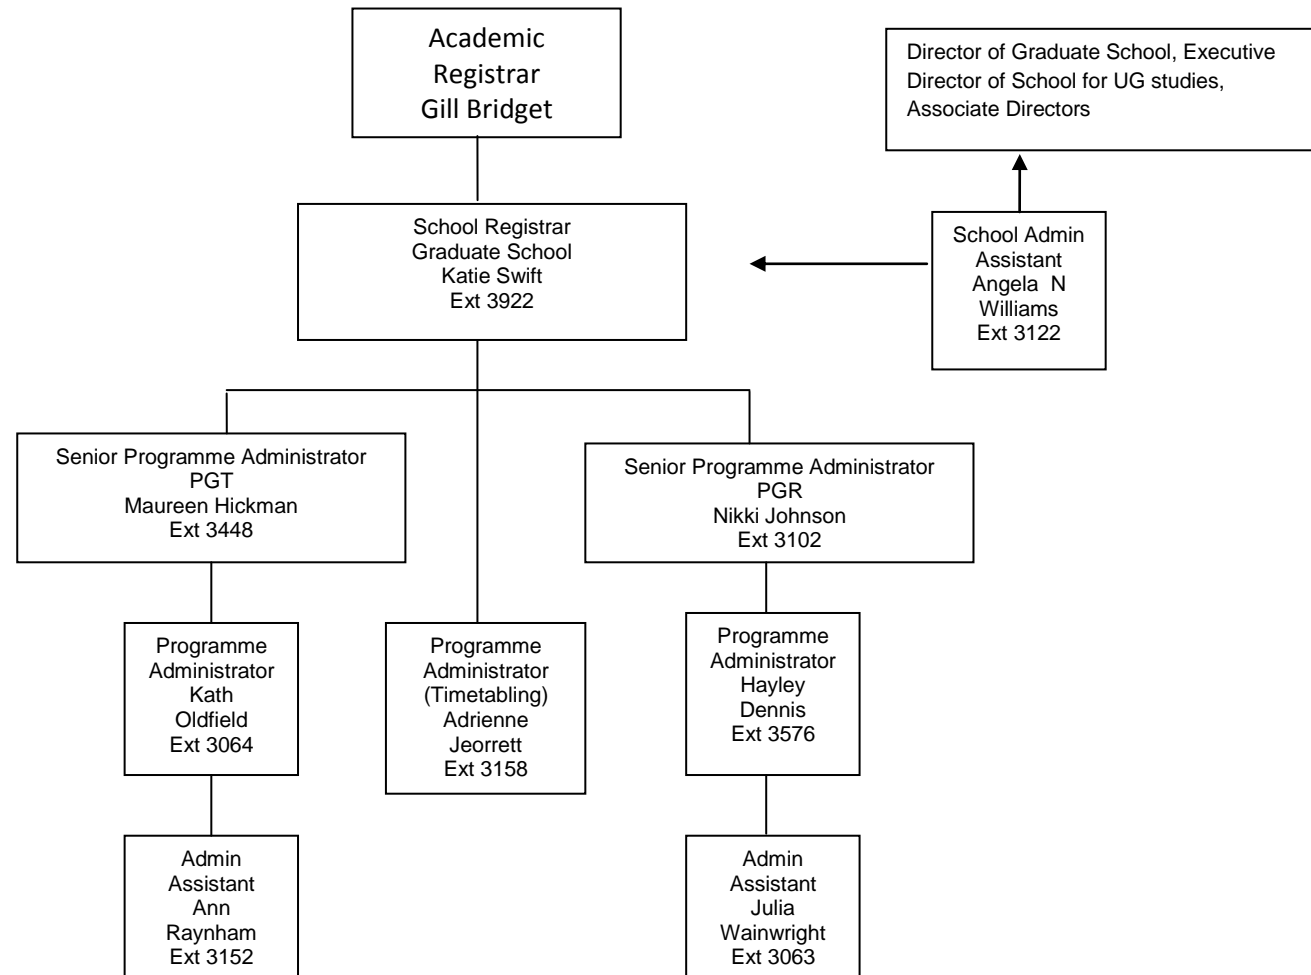 Academic
Registrar
Gill Bridget
Director of Graduate School, Executive
Director of School for UG studies,
Associate Directors
School Registrar
Graduate School
Katie Swift
Ext 3922
School Admin
Assistant
Angela N
Williams
Ext 3122
Senior Programme Administrator
PGT
Maureen Hickman
Ext 3448
Senior Programme Administrator
PGR
Nikki Johnson
Ext 3102
Programme
Administrator
Kath
Oldfield
Ext 3064
Programme
Administrator
(Timetabling)
Adrienne
Jeorrett
Ext 3158
Programme
Administrator
Hayley
Dennis
Ext 3576
Admin
Assistant
Ann
Raynham
Ext 3152
Admin
Assistant
Julia
Wainwright
Ext 3063